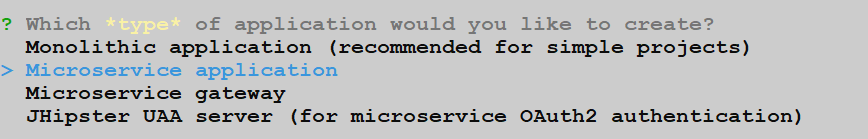 ? Which *type* of application would you like to create?
Monolithic application (recommended for simple projects)
> Microservice application
Microservice gateway
JHipster UAA server (for microservice OAuth2 authentication)